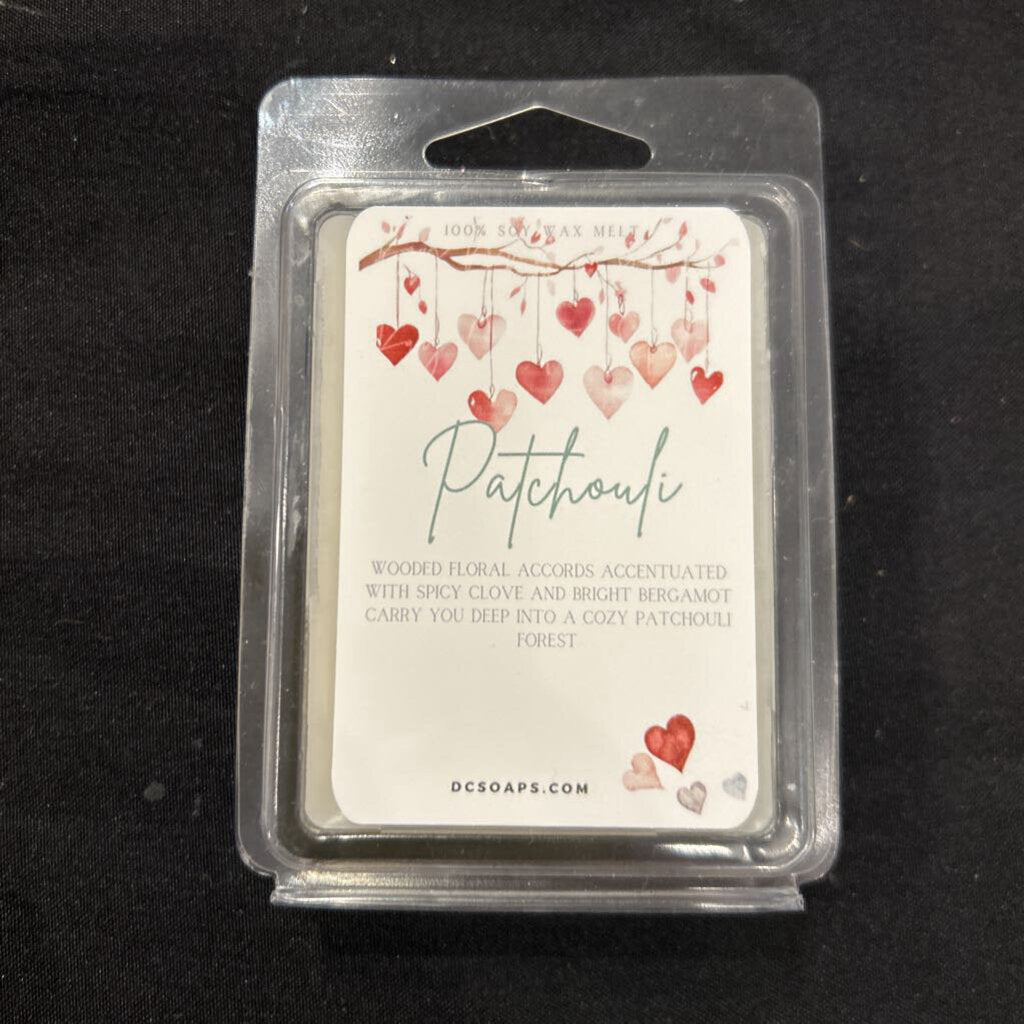 100% SOY WAX MELT
Patchouli
WOODED FLORAL ACCORDS ACCENTUATED
WITH SPICY CLOVE AND BRIGHT BERGAMOT
CARRY YOU DEEP INTO A COZY PATCHOULI
FOREST
DCSOAPS.COM